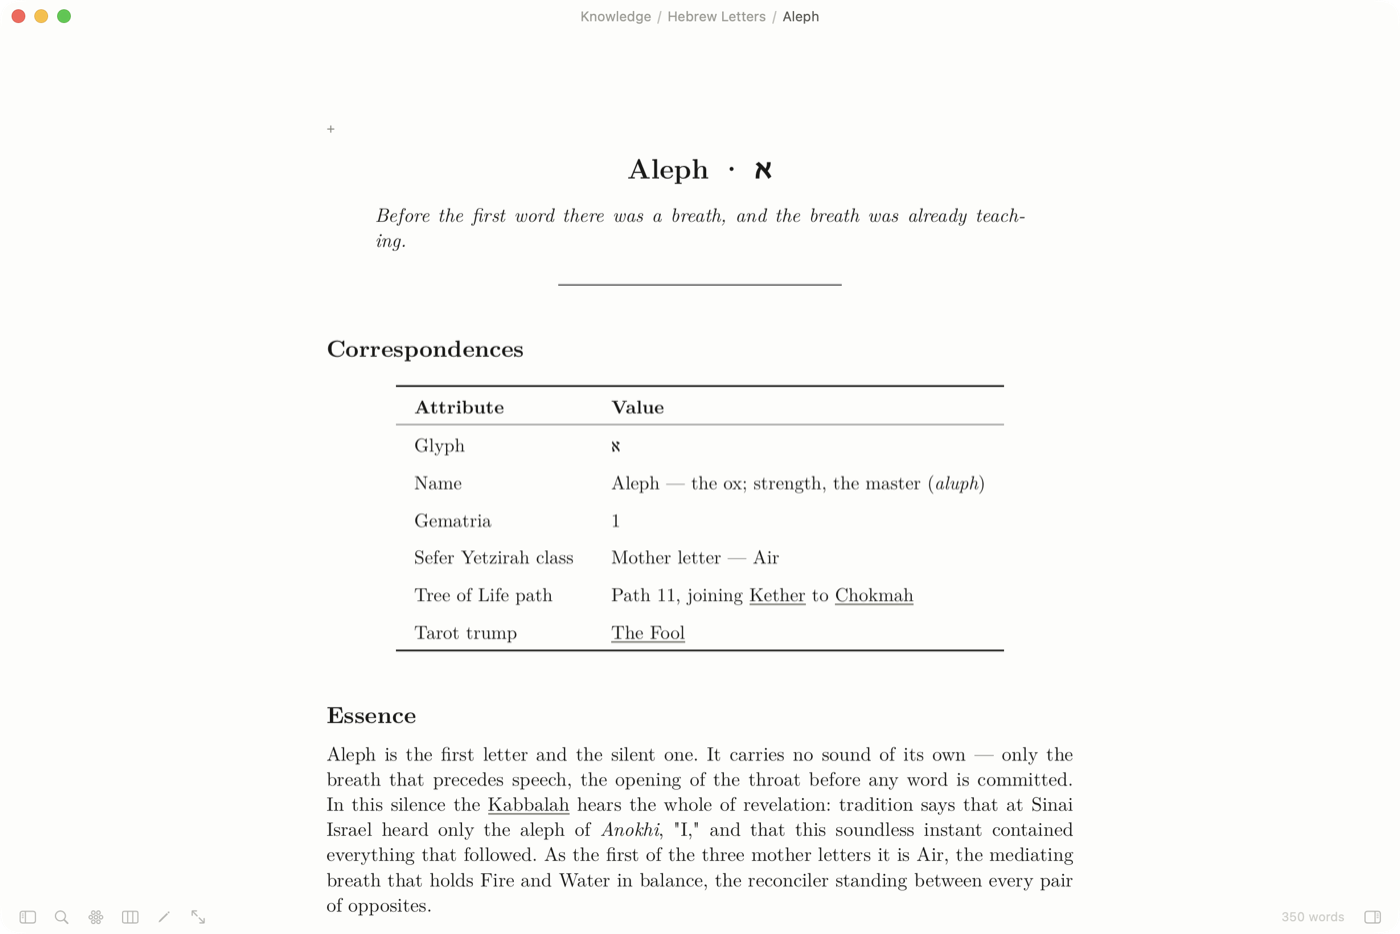 Knowledge / Hebrew Letters / Aleph
+
Aleph · א
Before the first word there was a breath, and the breath was already teach-
ing.
Correspondences
Attribute Value
Glyph א
Name Aleph — the ox; strength, the master (aluph)
Gematria 1
Sefer Yetzirah class Mother letter — Air
Tree of Life path Path 11, joining Kether to Chokmah
Tarot trump The Fool
Essence
Aleph is the first letter and the silent one. It carries no sound of its own — only the
breath that precedes speech, the opening of the throat before any word is committed.
In this silence the Kabbalah hears the whole of revelation: tradition says that at Sinai
Israel heard only the aleph of Anokhi, "I," and that this soundless instant contained
everything that followed. As the first of the three mother letters it is Air, the mediating
breath that holds Fire and Water in balance, the reconciler standing between every pair
of opposites.
350 words